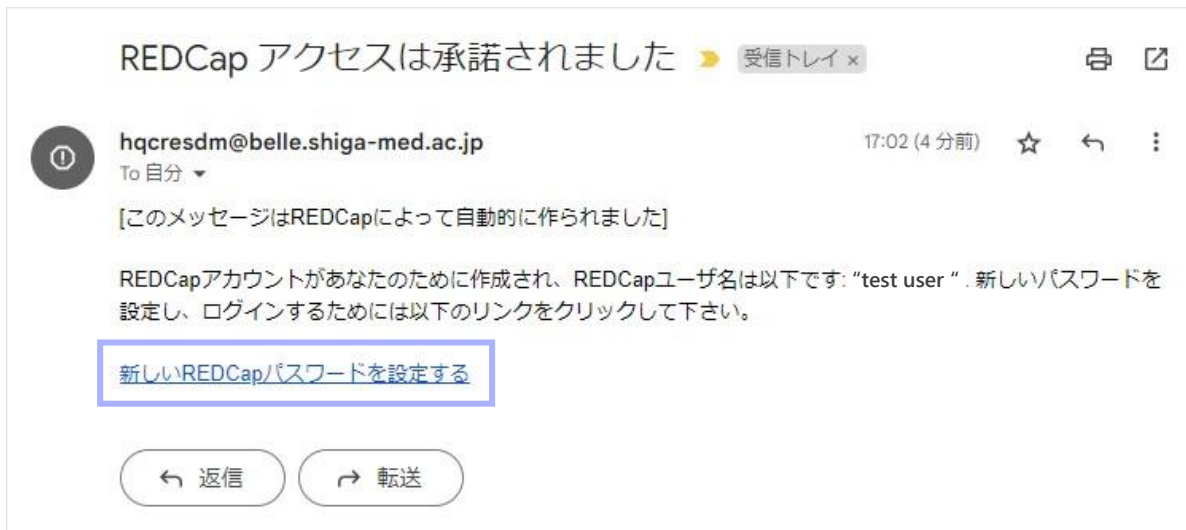 REDCap アクセスは承諾されました 受信トレイ ×
hqcresdm@belle.shiga-med.ac.jp 17:02 (4 分前)
To 自分
[このメッセージはREDCapによって自動的に作られました]
REDCapアカウントがあなたのために作成され、REDCapユーザ名は以下です: “test user “ . 新しいパスワードを
設定し、ログインするためには以下のリンクをクリックして下さい。
新しいREDCapパスワードを設定する
返信 転送